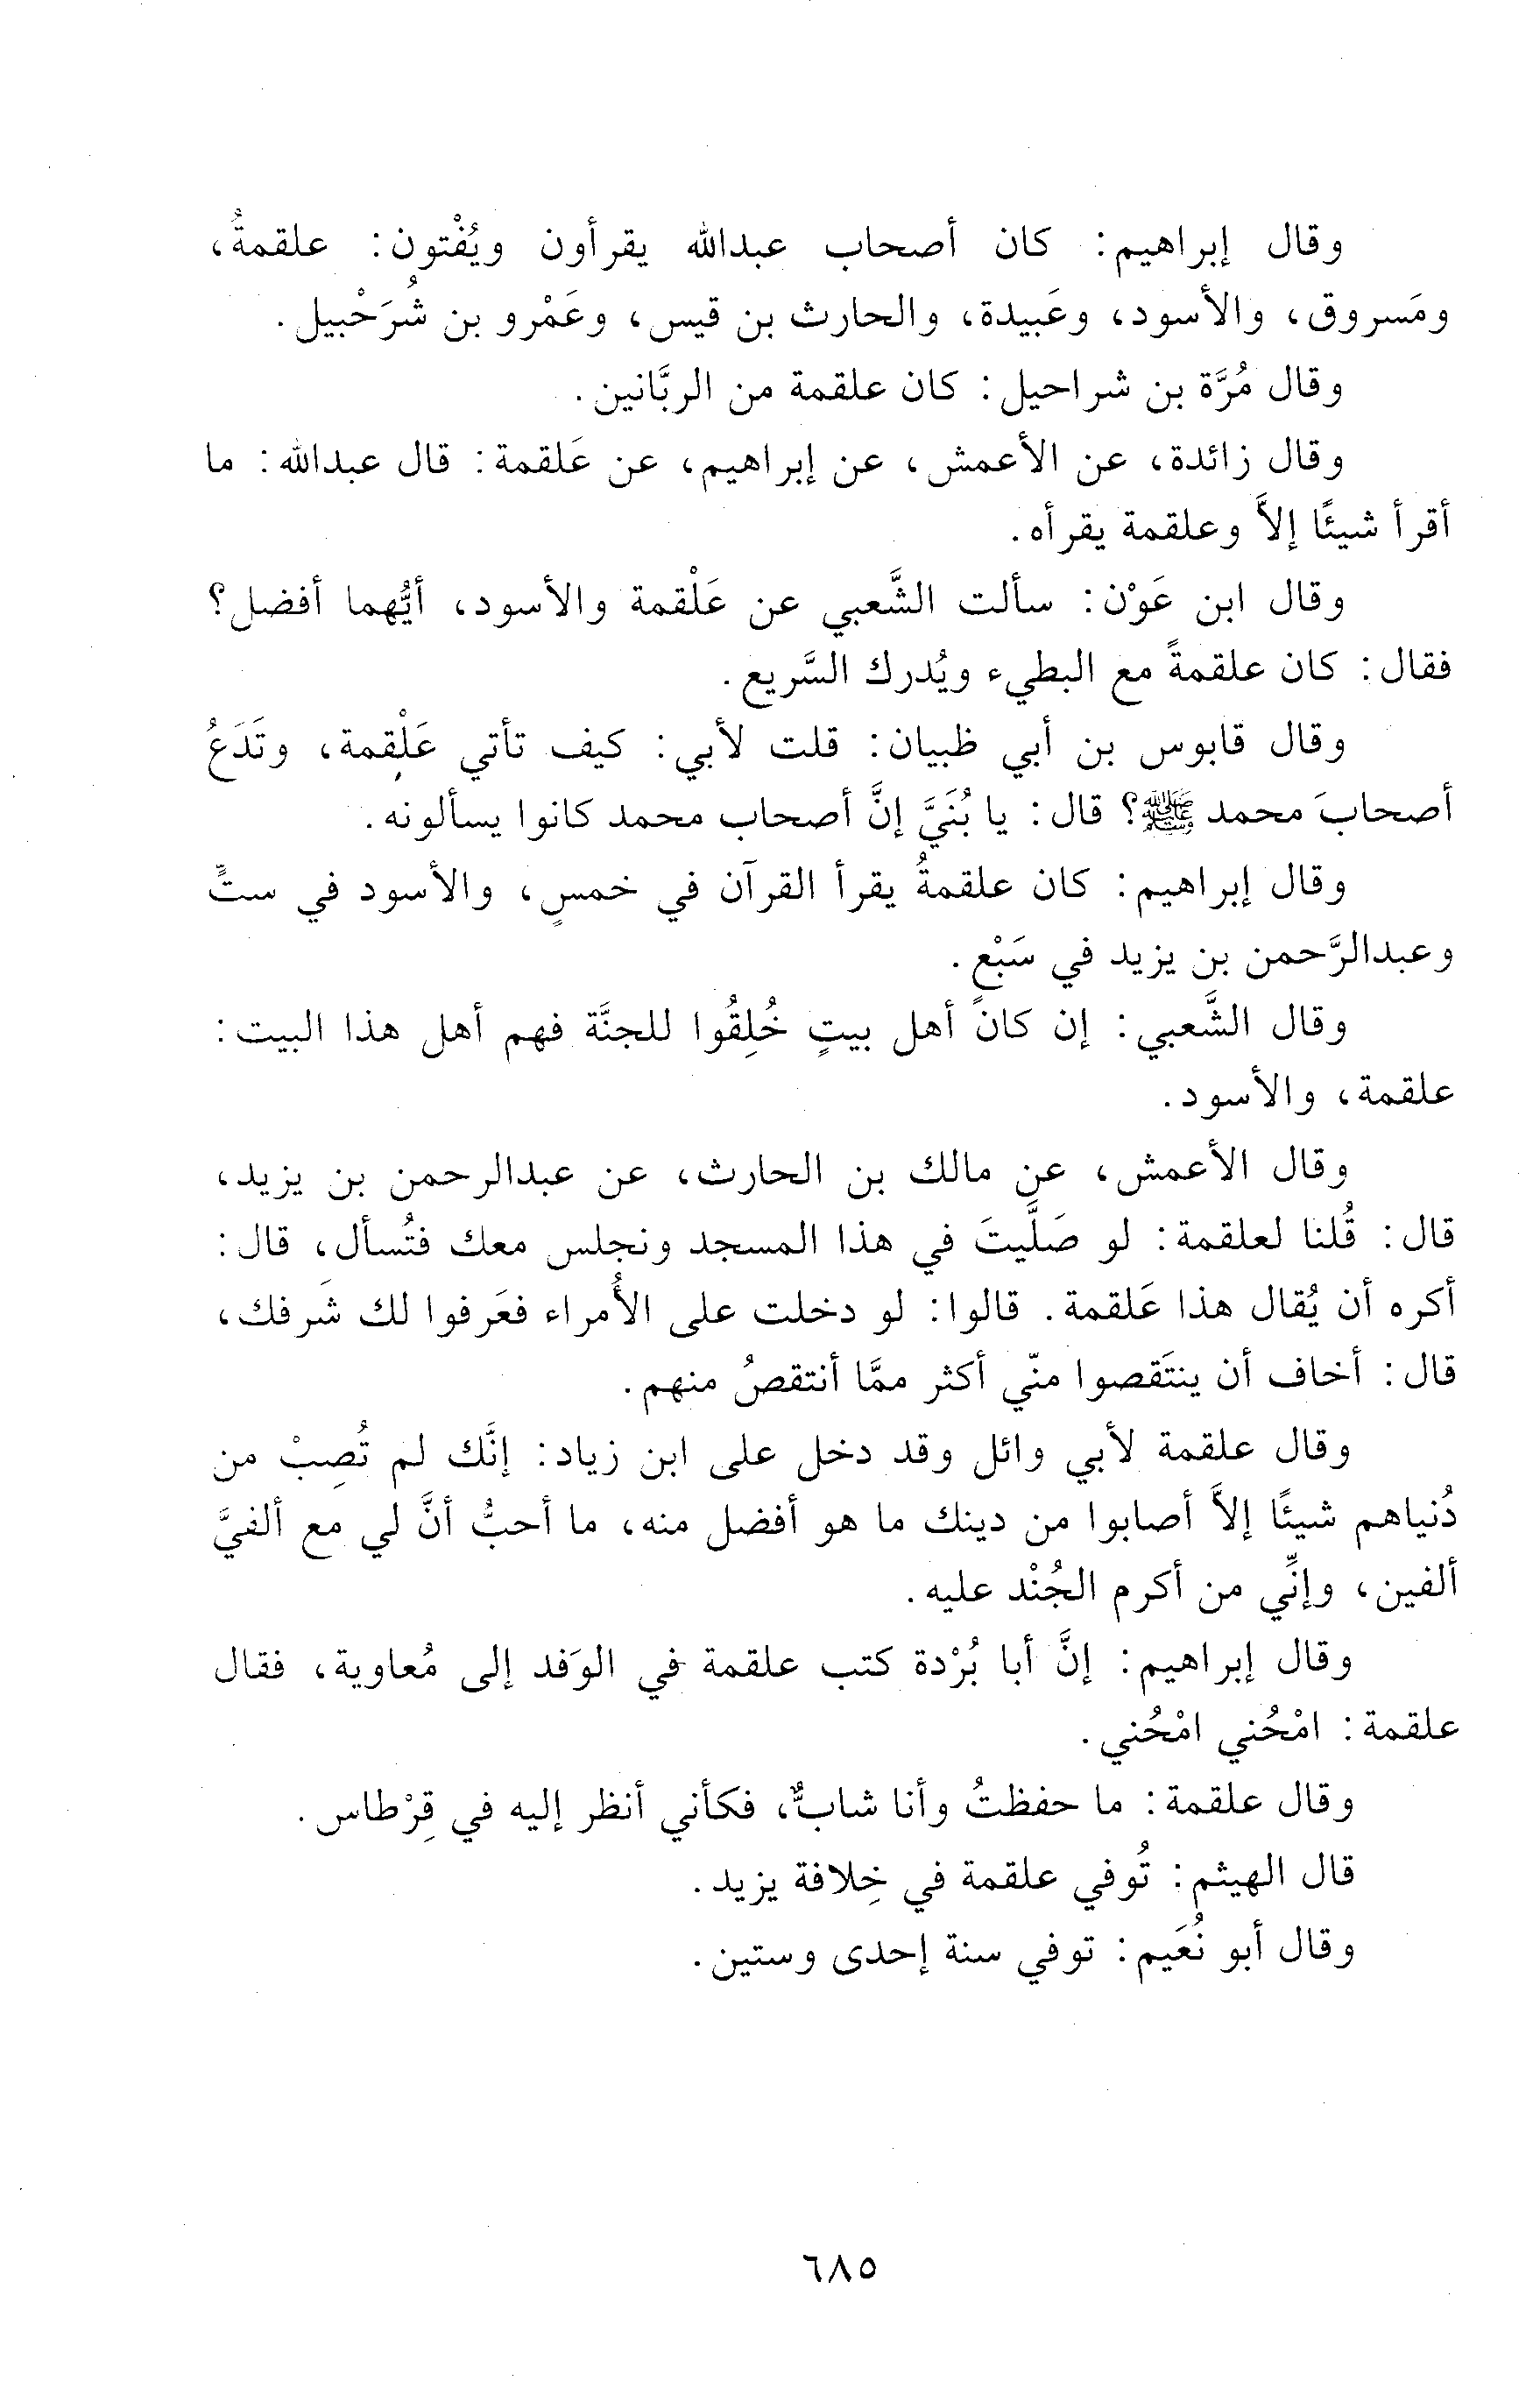 وقال إبراهيم: كان أصحاب عبدالله يقرأون ويُفْتون: علقمةُ،
ومَسروق، والأسود، وعَبيدة، والحارث بن قيس، وعَمْرو بن شُرَحْبيل.
وقال مُرَّة بن شراحيل: كان علقمة من الربَّانين.
وقال زائدة، عن الأعمش، عن إبراهيم، عن عَلقمة: قال عبدالله: ما
أقرأ شيئًا إلاَّ وعلقمة يقرأه.
وقال ابن عَوْن: سألت الشَّعبي عن عَلْقمة والأسود، أيُّهما أفضل؟
فقال: كان علقمةً مع البطيء ويُدرك السَّريع.
وقال قابوس بن أبي ظبيان: قلت لأبي: كيف تأتي عَلْقِمة، وتَدَعُ
أصحابَ محمد ﷺ؟ قال: يا بُنَيَّ إنَّ أصحاب محمد كانوا يسألونه.
وقال إبراهيم: كان علقمةُ يقرأ القرآن في خمسٍ، والأسود في ستًّ
وعبدالرَّحمن بن يزيد في سَبْع.
وقال الشَّعبي: إن كانً أهل بيتٍ خُلِقُوا للجنَّة فهم أهل هذا البيت:
علقمة، والأسود.
وقال الأعمش، عن مالك بن الحارث، عن عبدالرحمن بن يزيد،
قال: قُلنا لعلقمة: لو صَلَّيتَ في هذا المسجد ونجلس معك فتُسأل، قال:
أكره أن يُقال هذا عَلقمة. قالوا: لو دخلت على الأُمراء فعَرفوا لك شَرفك،
قال: أخاف أن ينتَقصوا منّي أكثر ممَّا أنتقصُ منهم.
وقال علقمة لأبي وائل وقد دخل على ابن زياد: إنَّك لم تُصِبْ من
دُنياهم شيئًا إلاَّ أصابوا من دينك ما هو أفضل منه، ما أحبُّ أنَّ لي مع ألفيَّ
ألفين، وإنِّي من أكرم الجُنْد عليه.
وقال إبراهيم: إنَّ أبا بُرْدة كتب علقمة في الوَفد إلى مُعاوية، فقال
علقمة: امْحُني امْحُني.
وقال علقمة: ما حفظتُ وأنا شابٌّ، فكأني أنظر إليه في قِرْطاس.
قال الهيثم: تُوفي علقمة في خِلافة يزيد.
وقال أبو نُعَيم: توفي سنة إحدى وستين.
٦٨٥